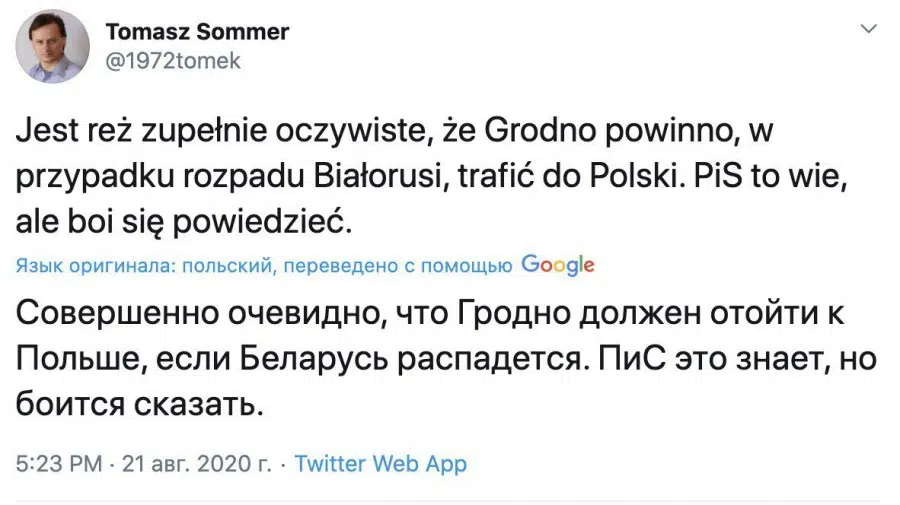 Tomasz Sommer
@1972tomek
Jest reż zupełnie oczywiste, że Grodno powinno, w
przypadku rozpadu Białorusi, trafić do Polski. PiS to wie,
ale boi się powiedzieć.
Язык оригинала: польский, переведено с помощью Google
Совершенно очевидно, что Гродно должен отойти к
Польше, если Беларусь распадется. ПиС это знает, но
боится сказать.
5:23 PM · 21 авг. 2020 г. · Twitter Web App